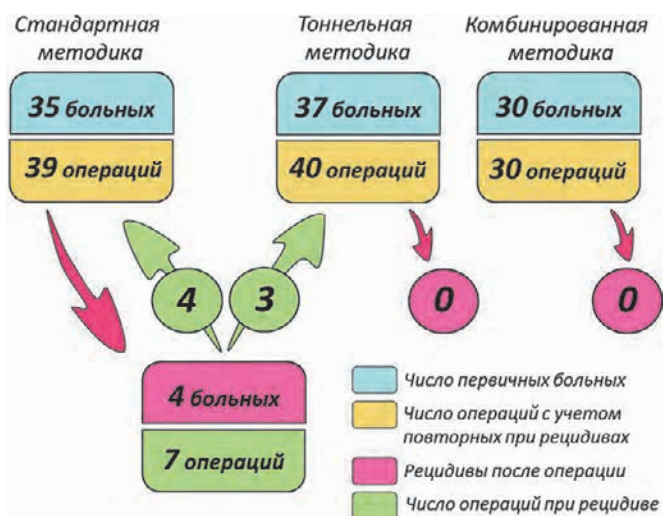 Стандартная
методика
35 больных
39 операций
Тоннельная
методика
37 больных
40 операций
Комбинированная
методика
30 больных
30 операций
4
3
0
0
4 больных
7 операций
Число первичных больных
Число операций с учетом
повторных при рецидивах
Рецидивы после операции
Число операций при рецидиве